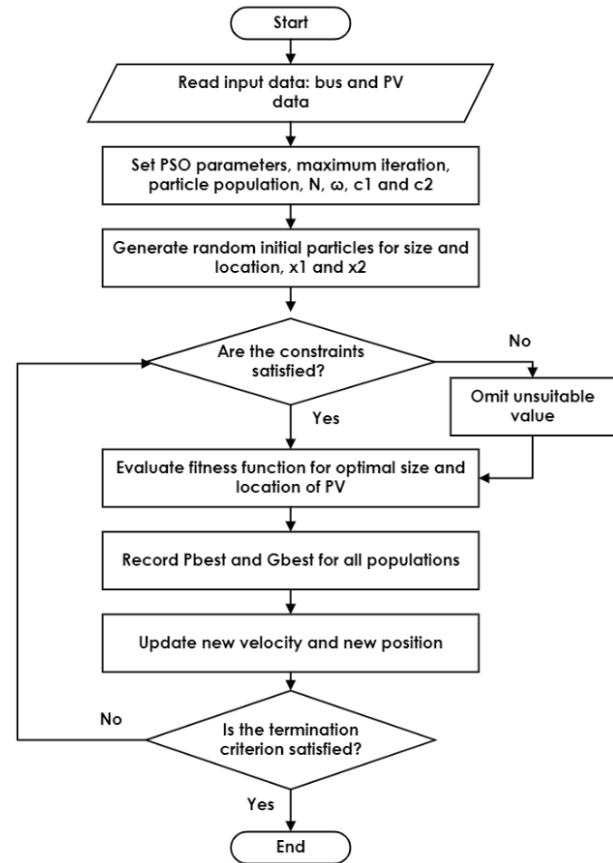 Start
Read input data: bus and PV
data
Set PSO parameters, maximum iteration,
particle population, N, ω, c1 and c2
Generate random initial particles for size and
location, x1 and x2
Are the constraints
satisfied?
No
Omit unsuitable
value
Yes
Evaluate fitness function for optimal size and
location of PV
Record Pbest and Gbest for all populations
Update new velocity and new position
No
Is the termination
criterion satisfied?
Yes
End